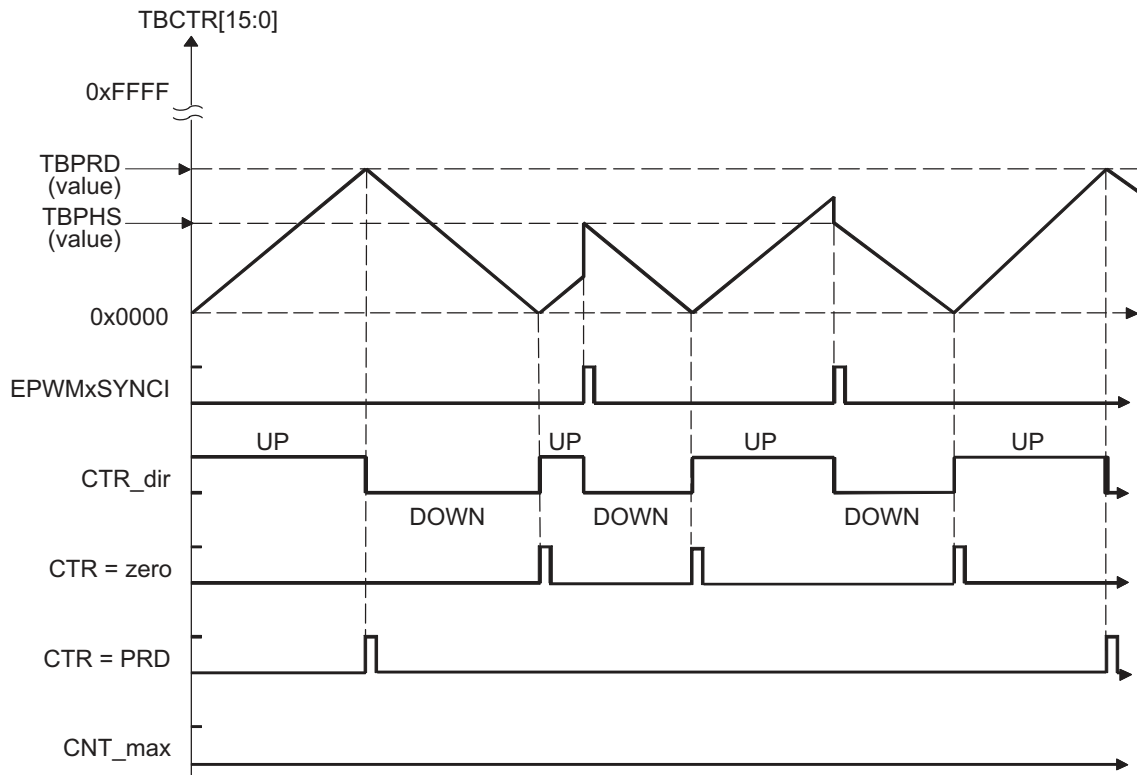 TBCTR[15:0]
0xFFFF
TBPRD
(value)
TBPHS
(value)
0x0000
EPWMxSYNCI
UP UP UP UP
CTR_dir
DOWN DOWN DOWN
CTR = zero
CTR = PRD
CNT_max